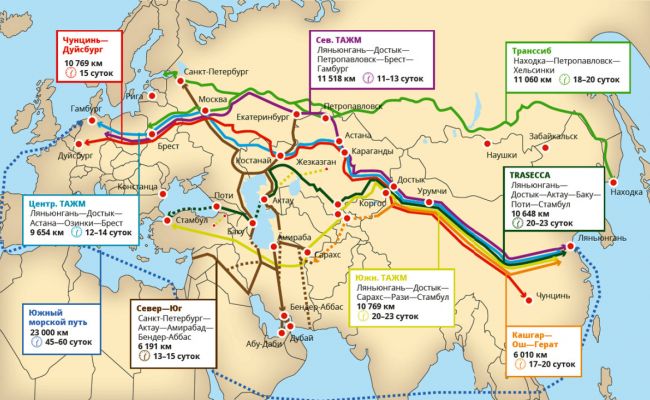 Чунцинь—
Дуйсбург
10 769 км
15 суток
Сев. ТАЖМ
Ляньюнгань—Достык—
Петропавловск—Брест—
Гамбург
11 518 км
11–13 суток
Транссиб
Находка—Петропавловск—
Хельсинки
11 060 км
18–20 суток
Санкт-Петербург
Рига
Москва
Гамбург
Екатеринбург
Петропавловск
Брест
Дуйсбург
Астана
Караганды
Костанай
Жезказган
Забайкальск
Наушки
Находка
Констанца
Поти
Стамбул
Баку
Актау
Достык
Урумчи
Коргод
Амираба
Сарахс
Ляньюнгань
Чунцинь
Бендер-Аббас
Дубай
Абу-Даби
Центр. ТАЖМ
Ляньюнгань—Достык—
Астана—Озинки—Брест
9 654 км
12–14 суток
TRASECCA
Ляньюнгань—
Достык—Актау—Баку—
Поти—Стамбул
10 648 км
20–23 суток
Южный
морской путь
23 000 км
45–60 суток
Север—Юг
Санкт-Петербург—
Актау—Амирабад—
Бендер-Аббас
6 191 км
13–15 суток
Южн. ТАЖМ
Ляньюнгань—Достык—
Сарахс—Рази—Стамбул
10 769 км
20–23 суток
Кашгар—
Ош—Герат
6 010 км
17–20 суток